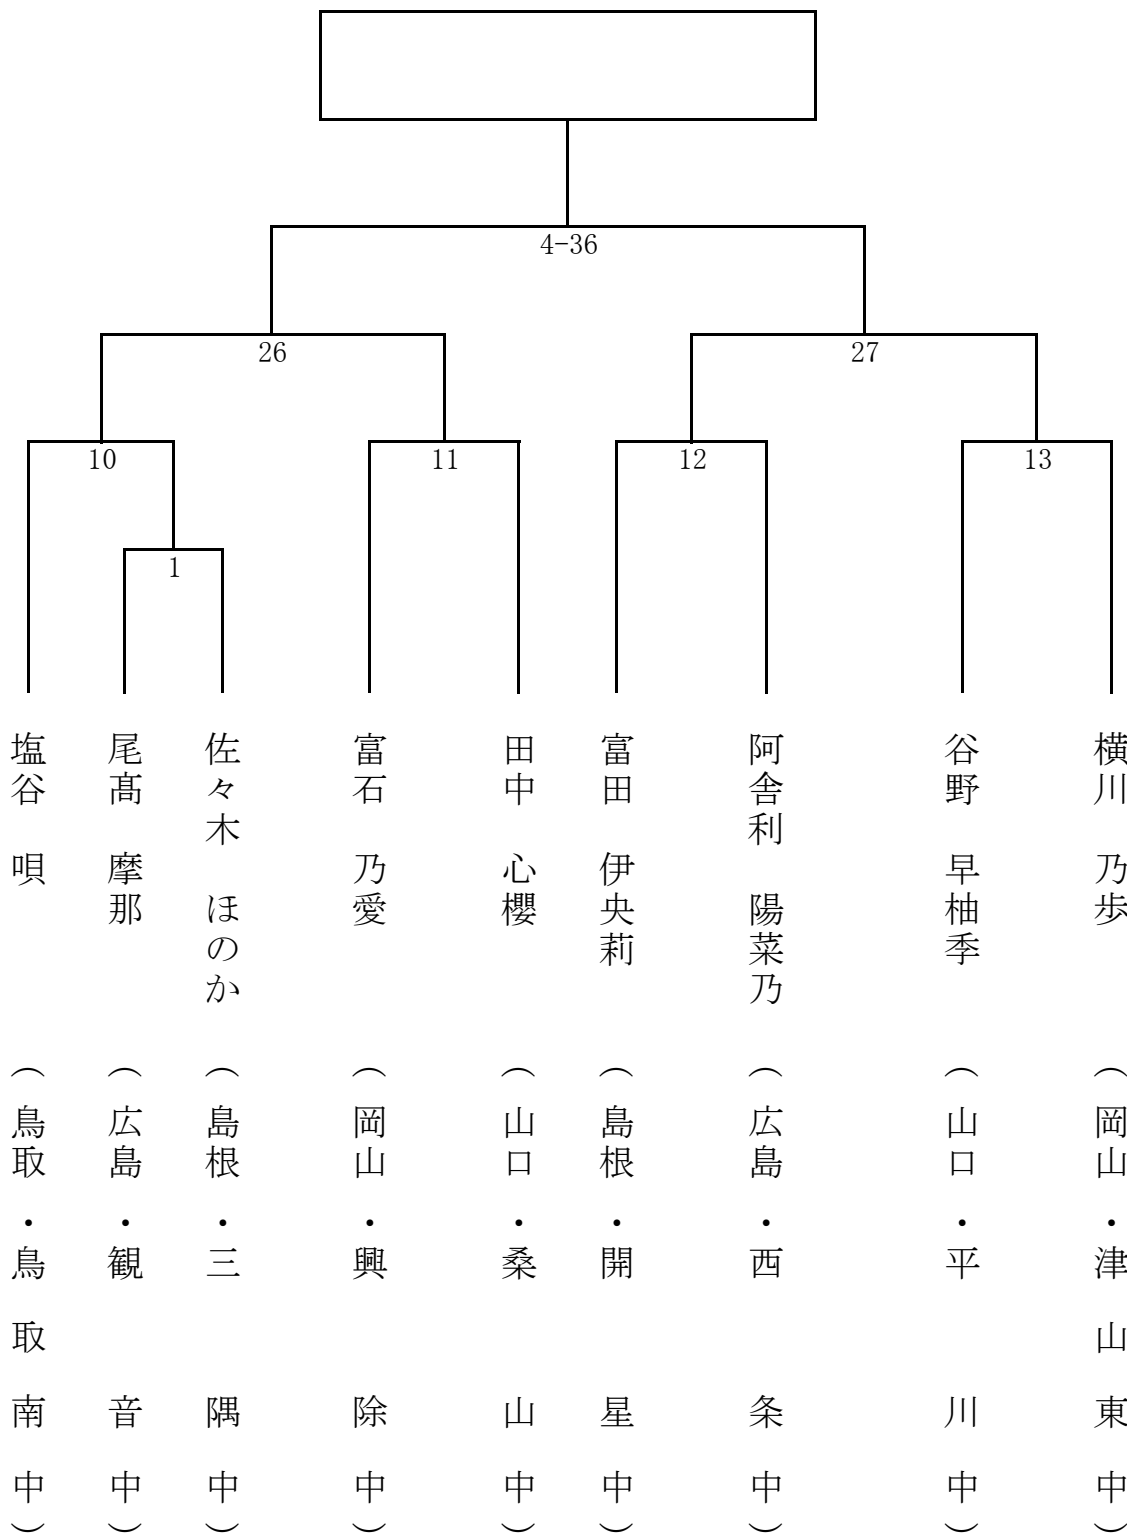 4-36
26
27
10
11
12
13
1
塩谷 唄 （鳥取・鳥取南中）
尾髙 摩那 （広島・観音中）
佐々木 ほのか （島根・三隅中）
富石 乃愛 （岡山・興除中）
田中 心櫻 （山口・桑山中）
富田 伊央莉 （島根・開星中）
阿舎利 陽菜乃 （広島・西条中）
谷野 早柚季 （山口・平川中）
横川 乃歩 （岡山・津山東中）